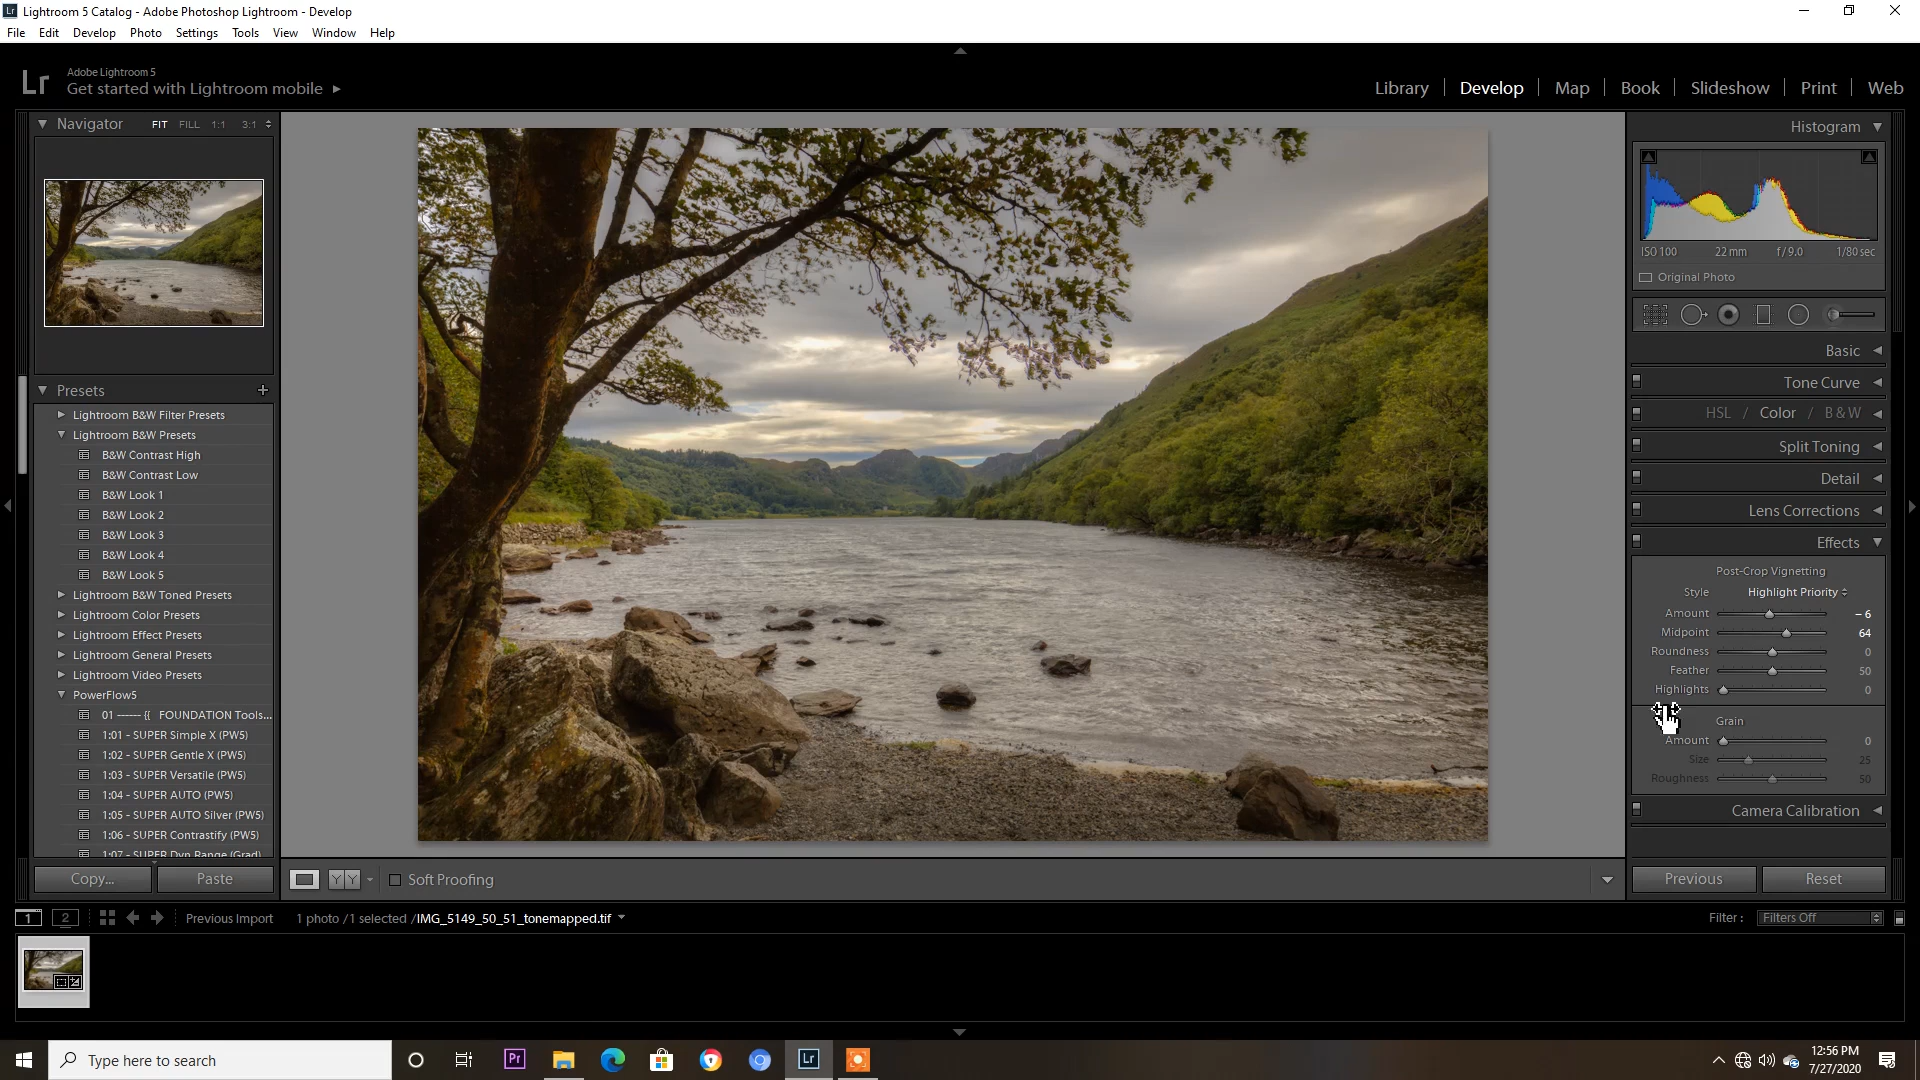 Lightroom 5 Catalog - Adobe Photoshop Lightroom - Develop
File Edit Develop Photo Settings Tools View Window Help
Lr
Adobe Lightroom 5
Get started with Lightroom mobile
Library Develop Map Book Slideshow Print Web
Navigator FIT FILL 1:1 3:1
Histogram
ISO 100 22 mm f / 9.0 1/80 sec
Original Photo
Basic
Tone Curve
HSL / Color / B & W
Split Toning
Detail
Lens Corrections
Effects
Post-Crop Vignetting
Style Highlight Priority
Amount – 6
Midpoint 64
Roundness 0
Feather 50
Highlights 0
Grain
Amount 0
Size 25
Roughness 50
Camera Calibration
Previous Reset
Presets +
Lightroom B&W Filter Presets
Lightroom B&W Presets
B&W Contrast High
B&W Contrast Low
B&W Look 1
B&W Look 2
B&W Look 3
B&W Look 4
B&W Look 5
Lightroom B&W Toned Presets
Lightroom Color Presets
Lightroom Effect Presets
Lightroom General Presets
Lightroom Video Presets
PowerFlow5
01 ------ {{ FOUNDATION Tools...
1:01 - SUPER Simple X (PW5)
1:02 - SUPER Gentle X (PW5)
1:03 - SUPER Versatile (PW5)
1:04 - SUPER AUTO (PW5)
1:05 - SUPER AUTO Silver (PW5)
1:06 - SUPER Contrastify (PW5)
1:07 - SUPER Dyn Range (Grad)
Copy... Paste
Y Y Soft Proofing
1 2 Previous Import 1 photo / 1 selected / IMG_5149_50_51_tonemapped.tif
Filter : Filters Off
Type here to search
Pr
Lr
12:56 PM
7/27/2020